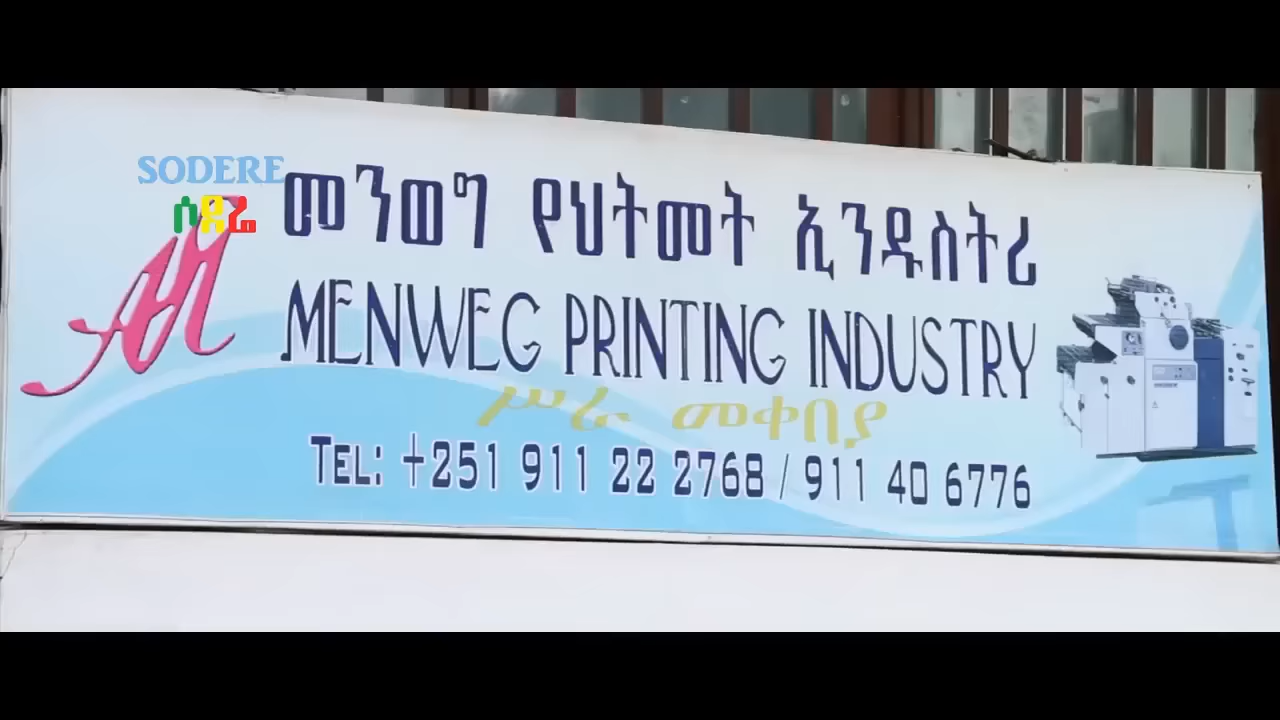 SODERE
ሶደሬ
መንወግ የህትመት ኢንዱስትሪ
MENWEG PRINTING INDUSTRY
ሥራ መቀበያ
TEL: +251 911 22 2768 / 911 40 6776